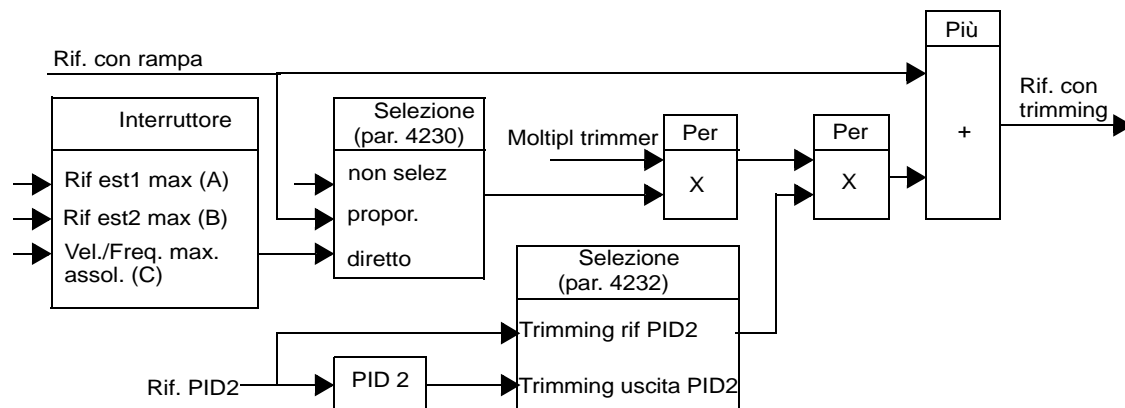 Più
Rif. con rampa
Rif. con
trimming
Interruttore
Selezione
(par. 4230)
Moltipl trimmer
Per
Per
+
Rif est1 max (A)
non selez
X
X
Rif est2 max (B)
propor.
Vel./Freq. max.
assol. (C)
diretto
Selezione
(par. 4232)
Trimming rif PID2
Rif. PID2
PID 2
Trimming uscita PID2